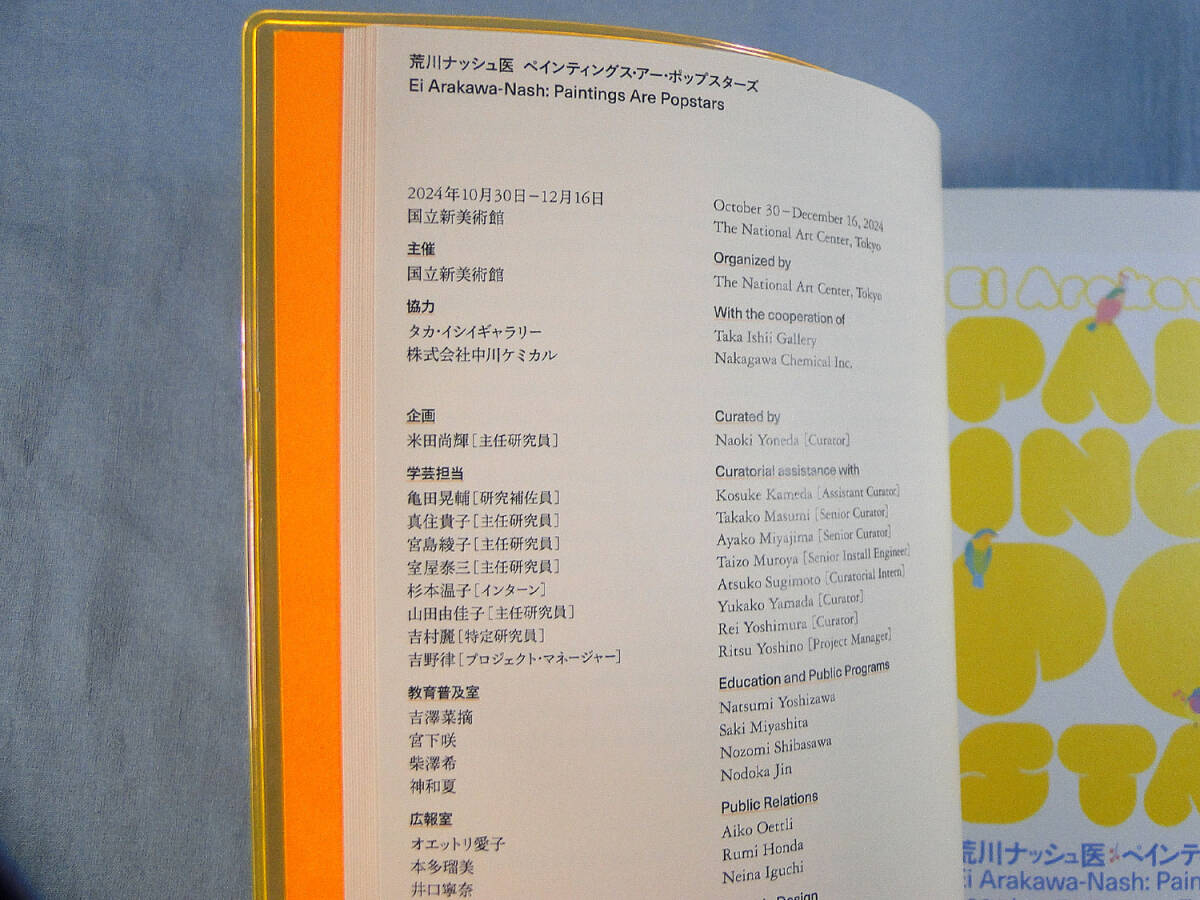 荒川ナッシュ医 ペインティングス・アー・ポップスターズ
Ei Arakawa-Nash: Paintings Are Popstars
2024年10月30日–12月16日
国立新美術館
主催
国立新美術館
協力
タカ・イシイギャラリー
株式会社中川ケミカル
企画
米田尚輝[主任研究員]
学芸担当
亀田晃輔[研究補佐員]
真住貴子[主任研究員]
宮島綾子[主任研究員]
室屋泰三[主任研究員]
杉本温子[インターン]
山田由佳子[主任研究員]
吉村麗[特定研究員]
吉野律[プロジェクト・マネージャー]
教育普及室
吉澤菜摘
宮下咲
柴澤希
神和夏
広報室
オエットリ愛子
本多瑠美
井口寧奈
October 30–December 16, 2024
The National Art Center, Tokyo
Organized by
The National Art Center, Tokyo
With the cooperation of
Taka Ishii Gallery
Nakagawa Chemical Inc.
Curated by
Naoki Yoneda [Curator]
Curatorial assistance with
Kosuke Kameda [Assistant Curator]
Takako Masumi [Senior Curator]
Ayako Miyajima [Senior Curator]
Taizo Muroya [Senior Install Engineer]
Atsuko Sugimoto [Curatorial Intern]
Yukako Yamada [Curator]
Rei Yoshimura [Curator]
Ritsu Yoshino [Project Manager]
Education and Public Programs
Natsumi Yoshizawa
Saki Miyashita
Nozomi Shibasawa
Nodoka Jin
Public Relations
Aiko Oettli
Rumi Honda
Neina Iguchi
Design
Ei Arak
PA
ING
PO
STA
荒川ナッシュ医 ペインテ
Ei Arakawa-Nash: Pain